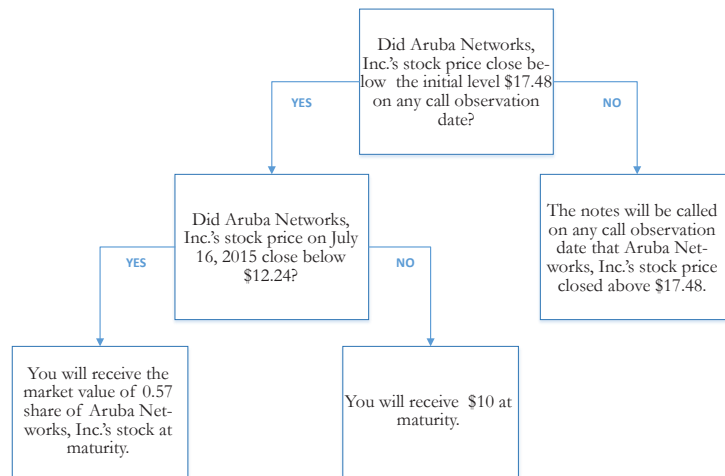 Did Aruba Networks,
Inc.'s stock price close be-
low the initial level $17.48
on any call observation
date?
YES
NO
Did Aruba Networks,
Inc.'s stock price on July
16, 2015 close below
$12.24?
The notes will be called
on any call observation
date that Aruba Net-
works, Inc.'s stock price
closed above $17.48.
YES
NO
You will receive the
market value of 0.57
share of Aruba Net-
works, Inc.'s stock at
maturity.
You will receive $10 at
maturity.